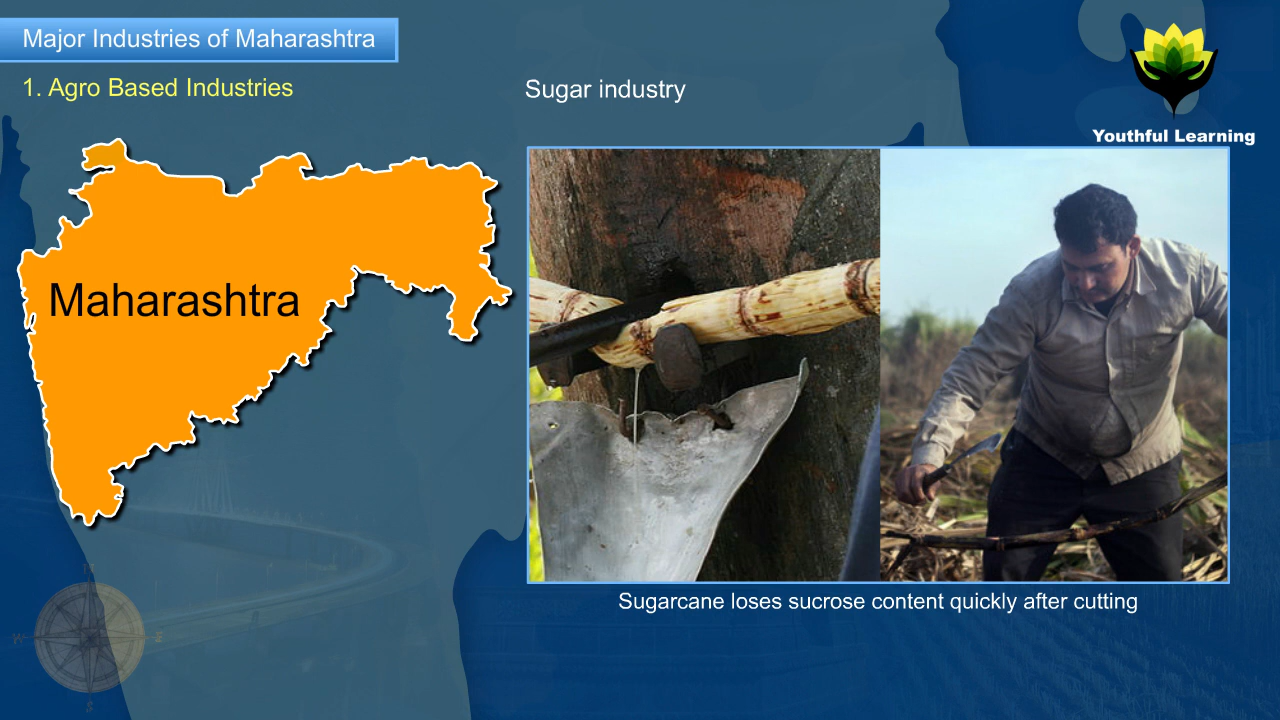 Major Industries of Maharashtra
1. Agro Based Industries
Sugar industry
Youthful Learning
Maharashtra
Sugarcane loses sucrose content quickly after cutting
W
S